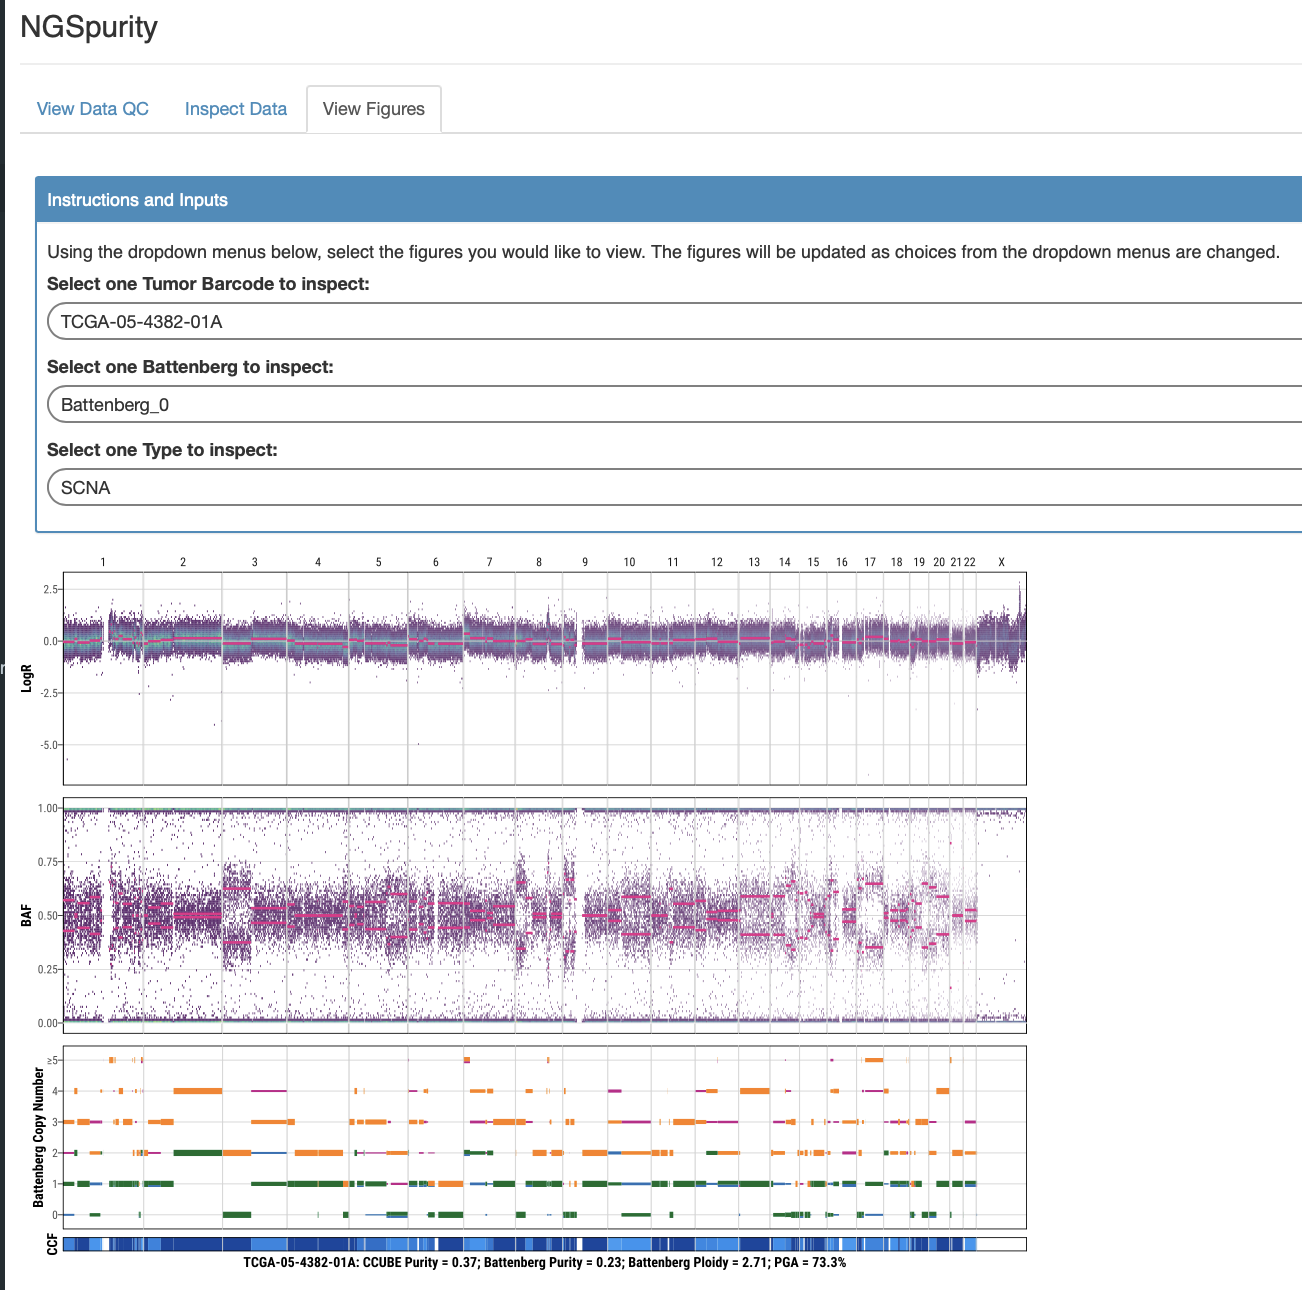 NGSpurity
View Data QC Inspect Data View Figures
Instructions and Inputs
Using the dropdown menus below, select the figures you would like to view. The figures will be updated as choices from the dropdown menus are changed.
Select one Tumor Barcode to inspect:
TCGA-05-4382-01A
Select one Battenberg to inspect:
Battenberg_0
Select one Type to inspect:
SCNA
1 2 3 4 5 6 7 8 9 10 11 12 13 14 15 16 17 18 19 20 21 22 X
LogR
2.5
0.0
-2.5
-5.0
BAF
1.00
0.75
0.50
0.25
0.00
Battenberg Copy Number
≥5
4
3
2
1
0
CCF
TCGA-05-4382-01A: CCUBE Purity = 0.37; Battenberg Purity = 0.23; Battenberg Ploidy = 2.71; PGA = 73.3%